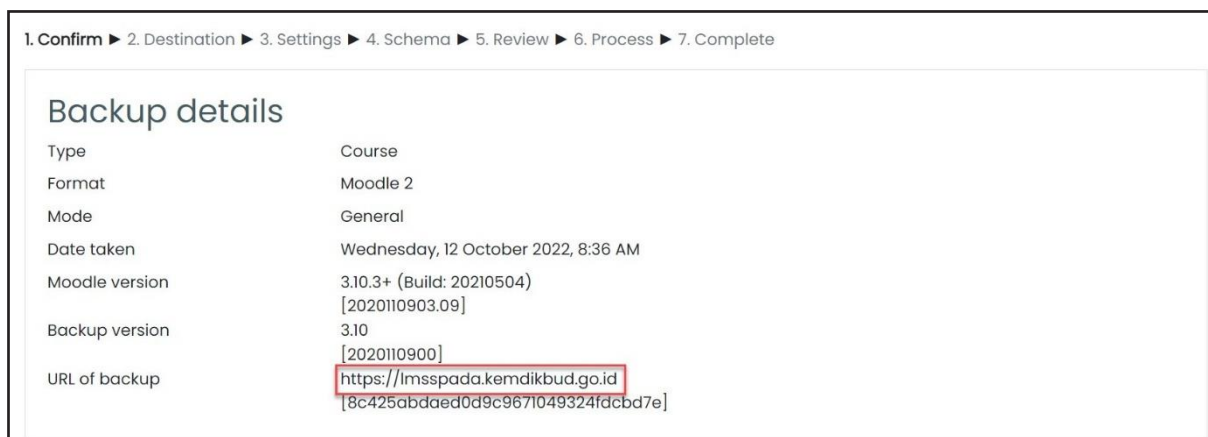 1. Confirm ► 2. Destination ► 3. Settings ► 4. Schema ► 5. Review ► 6. Process ► 7. Complete
Backup details
Type Course
Format Moodle 2
Mode General
Date taken Wednesday, 12 October 2022, 8:36 AM
Moodle version 3.10.3+ (Build: 20210504)
[2020110903.09]
Backup version 3.10
[2020110900]
URL of backup https://lmsspada.kemdikbud.go.id
[8c425abdaed0d9c9671049324fdcbd7e]